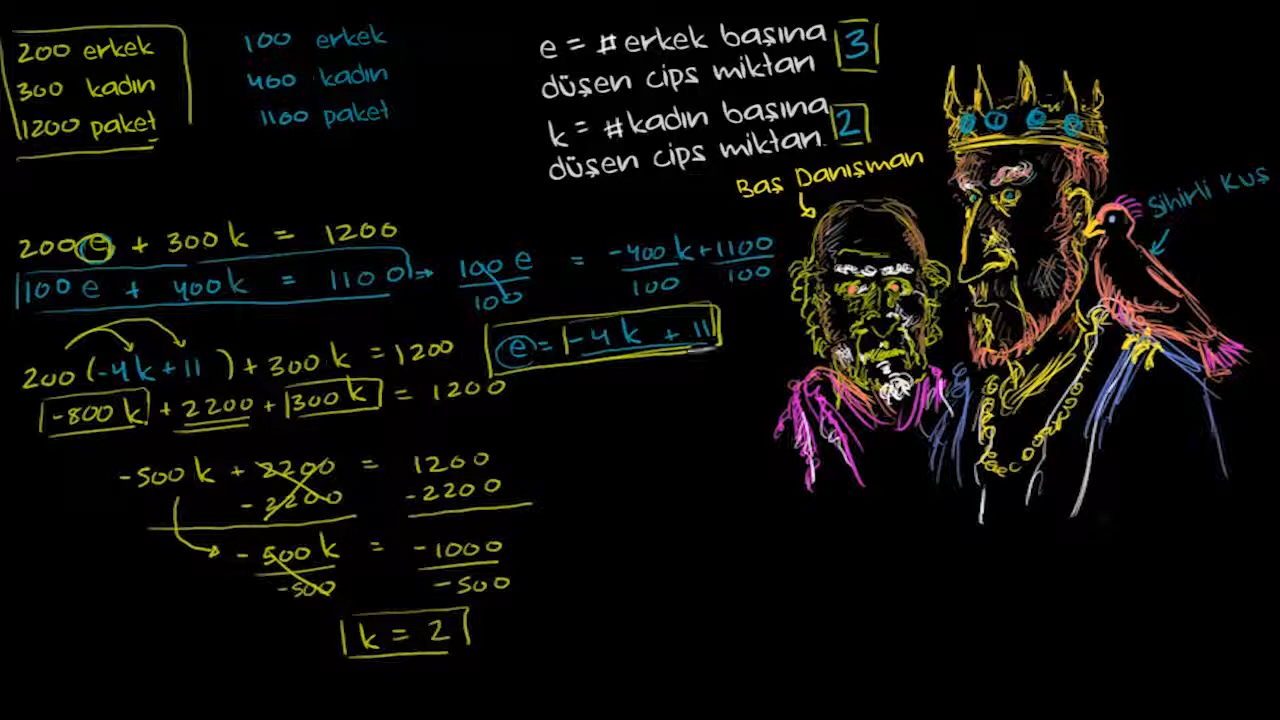 200 erkek
300 kadın
1200 paket
100 erkek
400 kadın
1100 paket
e = #erkek başına
düşen cips miktarı 3
k = #kadın başına
düşen cips miktarı 2
Baş Danışman
Sihirli Kuş
200e + 300k = 1200
100e + 400k = 1100 →
100e / 100 = -400k / 100 + 1100 / 100
e = -4k + 11
200(-4k+11) + 300k = 1200
-800k + 2200 + 300k = 1200
-500k + 2200 = 1200
-2200 -2200
-500k = -1000
-500 -500
k = 2